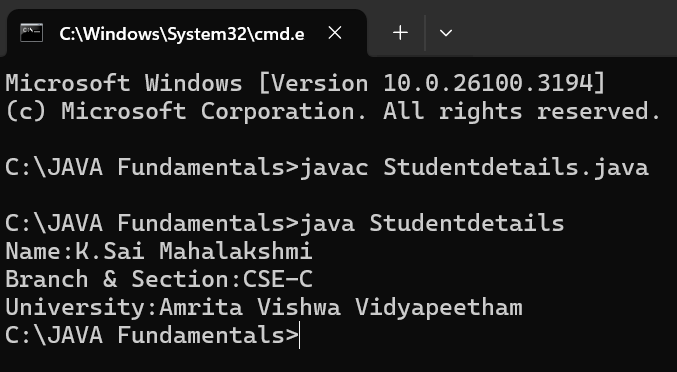 C:\Windows\System32\cmd.e
Microsoft Windows [Version 10.0.26100.3194]
(c) Microsoft Corporation. All rights reserved.
C:\JAVA Fundamentals>javac Studentdetails.java
C:\JAVA Fundamentals>java Studentdetails
Name:K.Sai Mahalakshmi
Branch & Section:CSE-C
University:Amrita Vishwa Vidyapeetham
C:\JAVA Fundamentals>